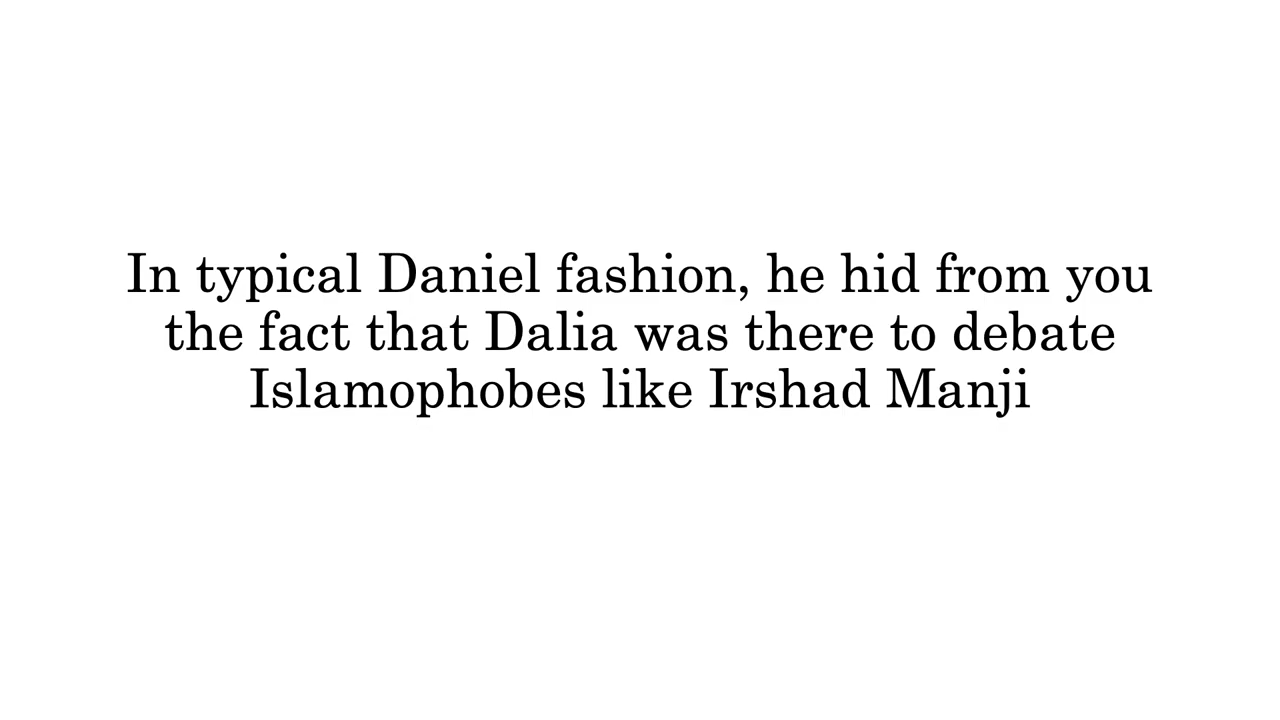 In typical Daniel fashion, he hid from you
the fact that Dalia was there to debate
Islamophobes like Irshad Manji